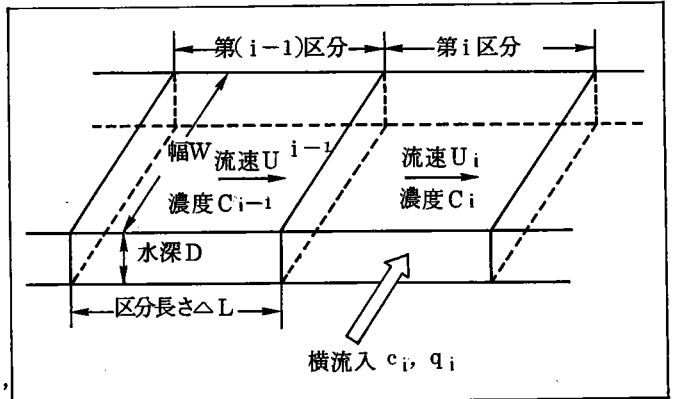 第(i−1)区分
第i区分
幅W
流速U i−1
濃度Ci−1
流速Ui
濃度Ci
水深D
区分長さ△L
横流入 ci, qi